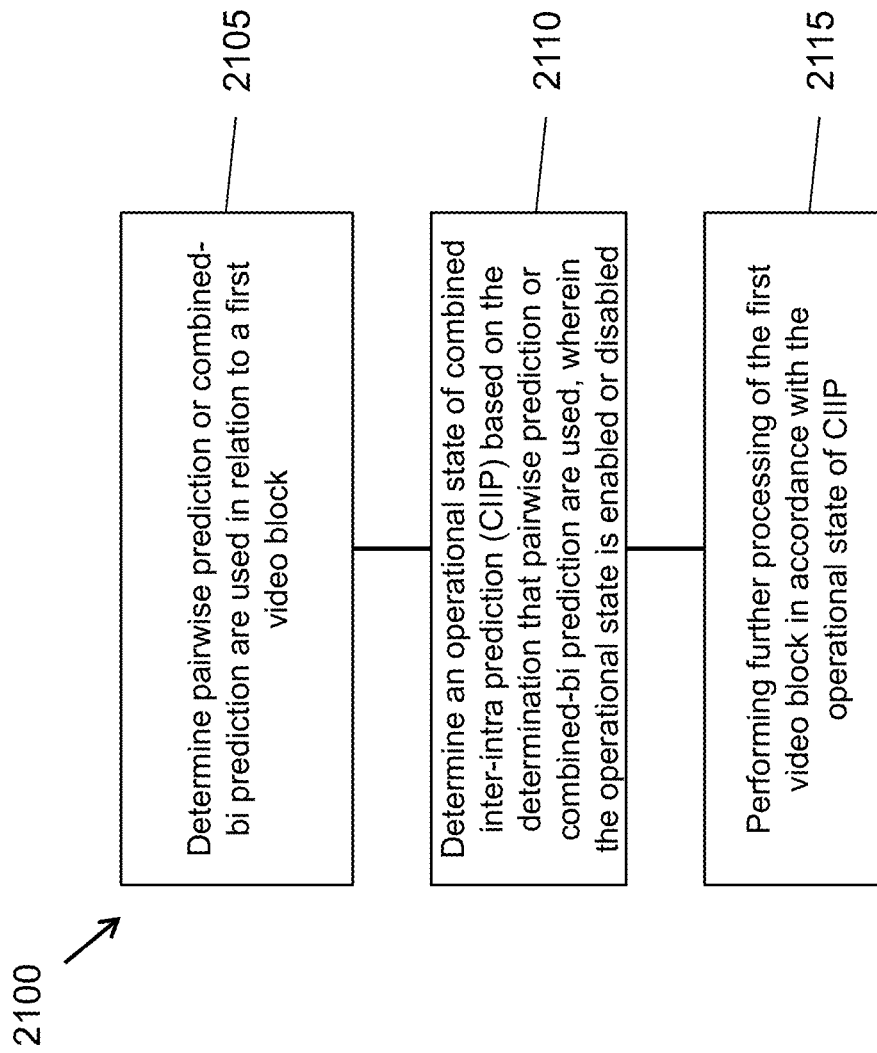 2100
Determine pairwise prediction or combined-
bi prediction are used in relation to a first
video block
2105
Determine an operational state of combined
inter-intra prediction (CIIP) based on the
determination that pairwise prediction or
combined-bi prediction are used, wherein
the operational state is enabled or disabled
2110
Performing further processing of the first
video block in accordance with the
operational state of CIIP
2115